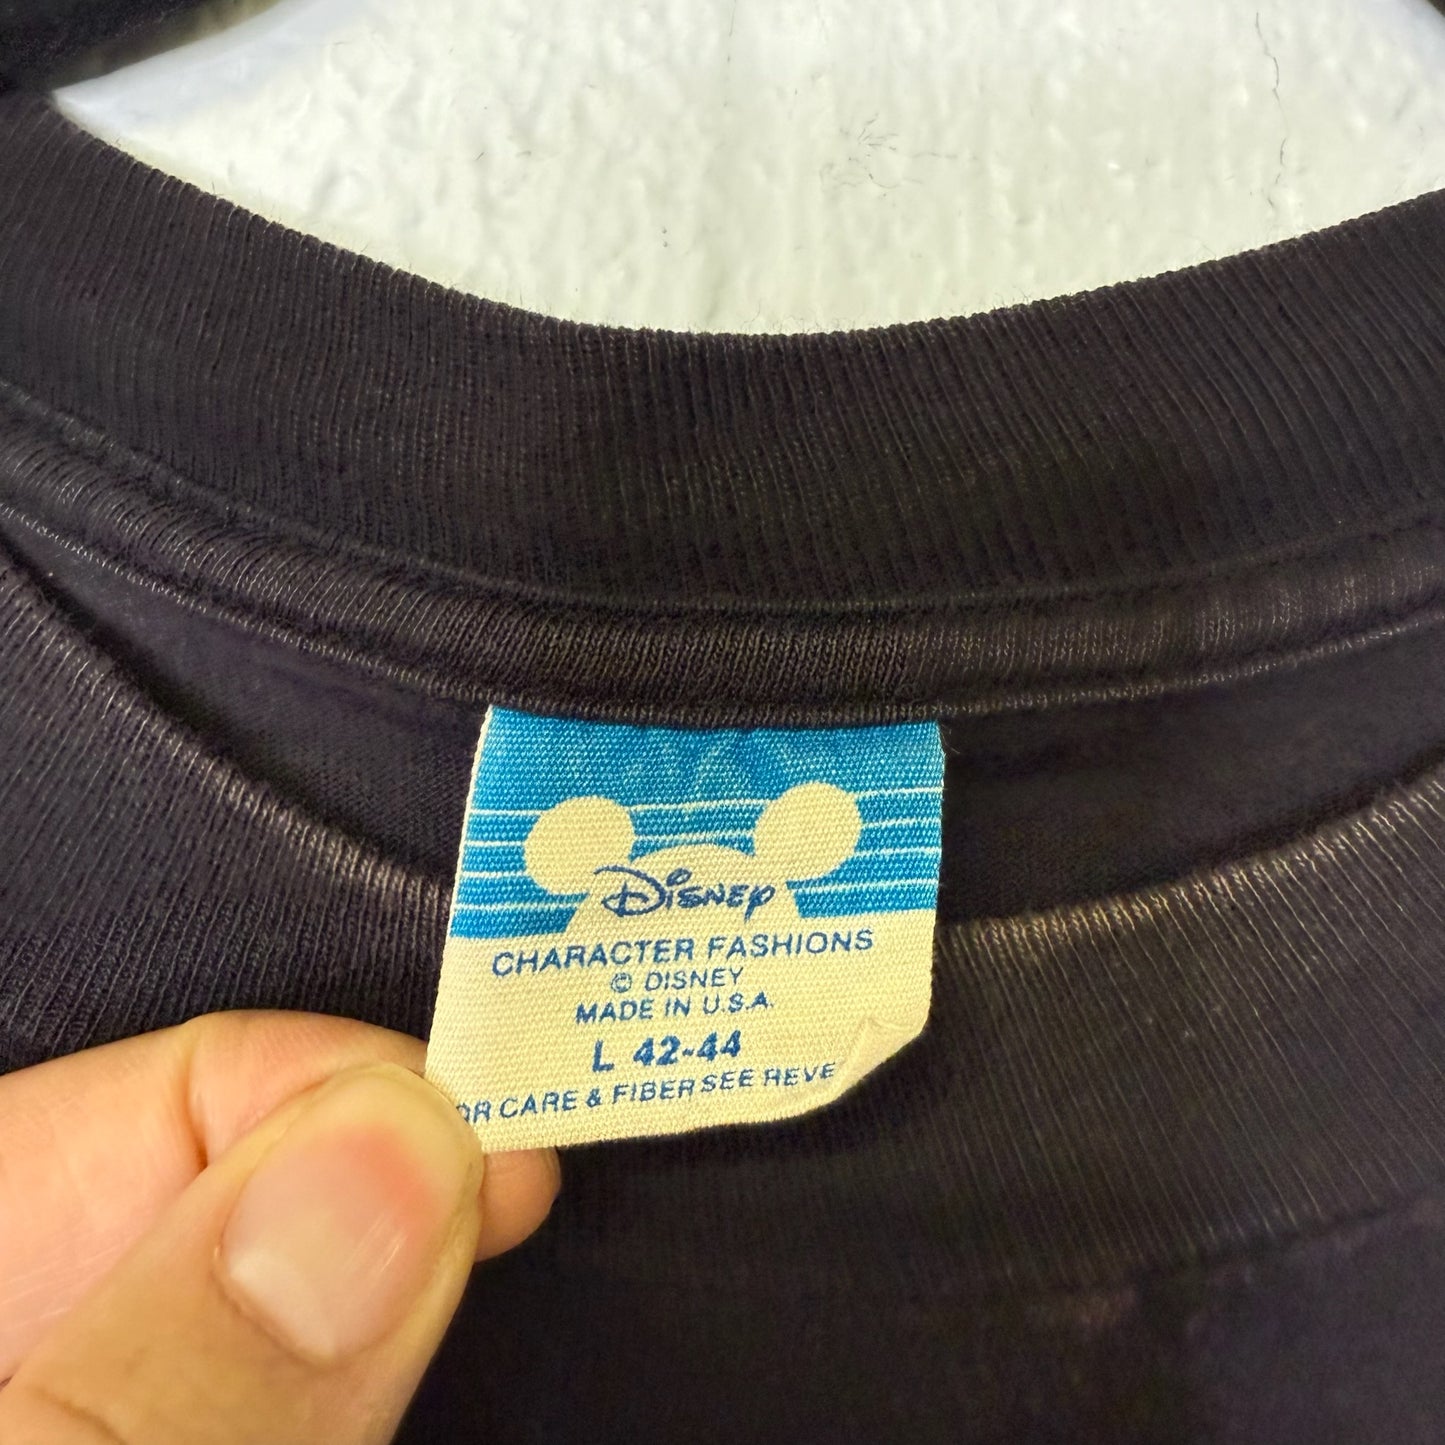 Disney
CHARACTER FASHIONS
© DISNEY
MADE IN U.S.A.
L 42-44
OR CARE & FIBER SEE REVE